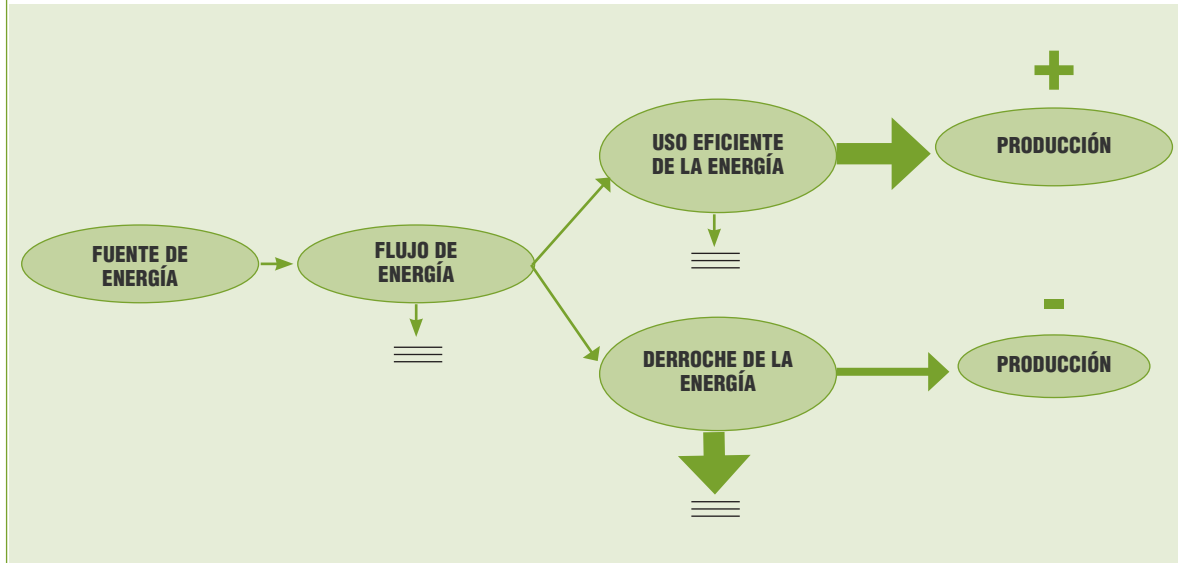 FUENTE DE
ENERGÍA
FLUJO DE
ENERGÍA
USO EFICIENTE
DE LA ENERGÍA
+
PRODUCCIÓN
DERROCHE DE LA
ENERGÍA
-
PRODUCCIÓN